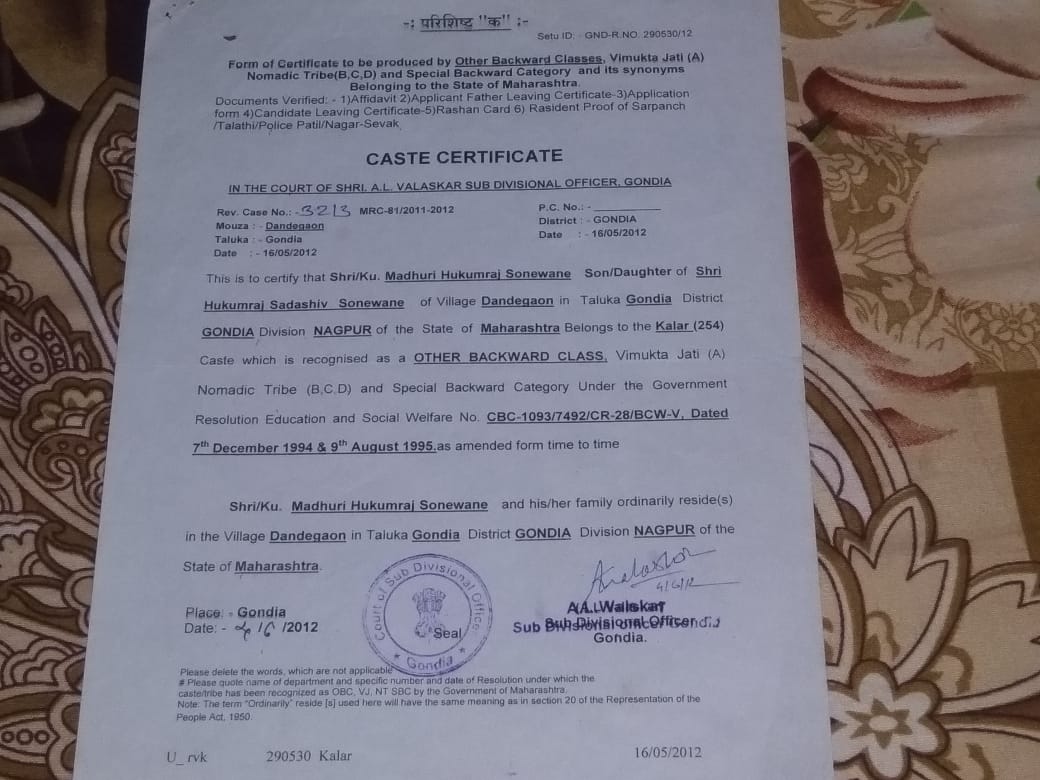 -: परिशिष्ट "क" :-
Setu ID: - GND-R.NO. 290530/12
Form of Certificate to be produced by Other Backward Classes, Vimukta Jati (A)
Nomadic Tribe(B,C,D) and Special Backward Category and its synonyms
Belonging to the State of Maharashtra.
Documents Verified: - 1)Affidavit 2)Applicant Father Leaving Certificate-3)Application
form 4)Candidate Leaving Certificate-5)Rashan Card 6) Rasident Proof of Sarpanch
/Talathi/Police Patil/Nagar-Sevak
CASTE CERTIFICATE
IN THE COURT OF SHRI. A.L. VALASKAR SUB DIVISIONAL OFFICER, GONDIA
Rev. Case No.: - 3213 MRC-81/2011-2012
P.C. No.: -
Mouza : - Dandegaon
District : - GONDIA
Taluka : - Gondia
Date : - 16/05/2012
Date : - 16/05/2012
This is to certify that Shri/Ku. Madhuri Hukumraj Sonewane Son/Daughter of Shri
Hukumraj Sadashiv Sonewane of Village Dandegaon in Taluka Gondia District
GONDIA Division NAGPUR of the State of Maharashtra Belongs to the Kalar (254)
Caste which is recognised as a OTHER BACKWARD CLASS, Vimukta Jati (A)
Nomadic Tribe (B,C,D) and Special Backward Category Under the Government
Resolution Education and Social Welfare No. CBC-1093/7492/CR-28/BCW-V, Dated
7th December 1994 & 9th August 1995.as amended form time to time
Shri/Ku. Madhuri Hukumraj Sonewane and his/her family ordinarily reside(s)
in the Village Dandegaon in Taluka Gondia District GONDIA Division NAGPUR of the
State of Maharashtra.
Court of Sub Divisional Office
Gondia
Seal
Place: - Gondia
Date: - /6/2012
4/6/12
Sub Divisional Officer
Gondia.
Please delete the words, which are not applicable
# Please quote name of department and specific number and date of Resolution under which the
caste/tribe has been recognized as OBC, VJ, NT SBC by the Government of Maharashtra.
Note: The term "Ordinarily" reside [s] used here will have the same meaning as in section 20 of the Representation of the
People Act, 1950.
U_ rvk 290530 Kalar 16/05/2012